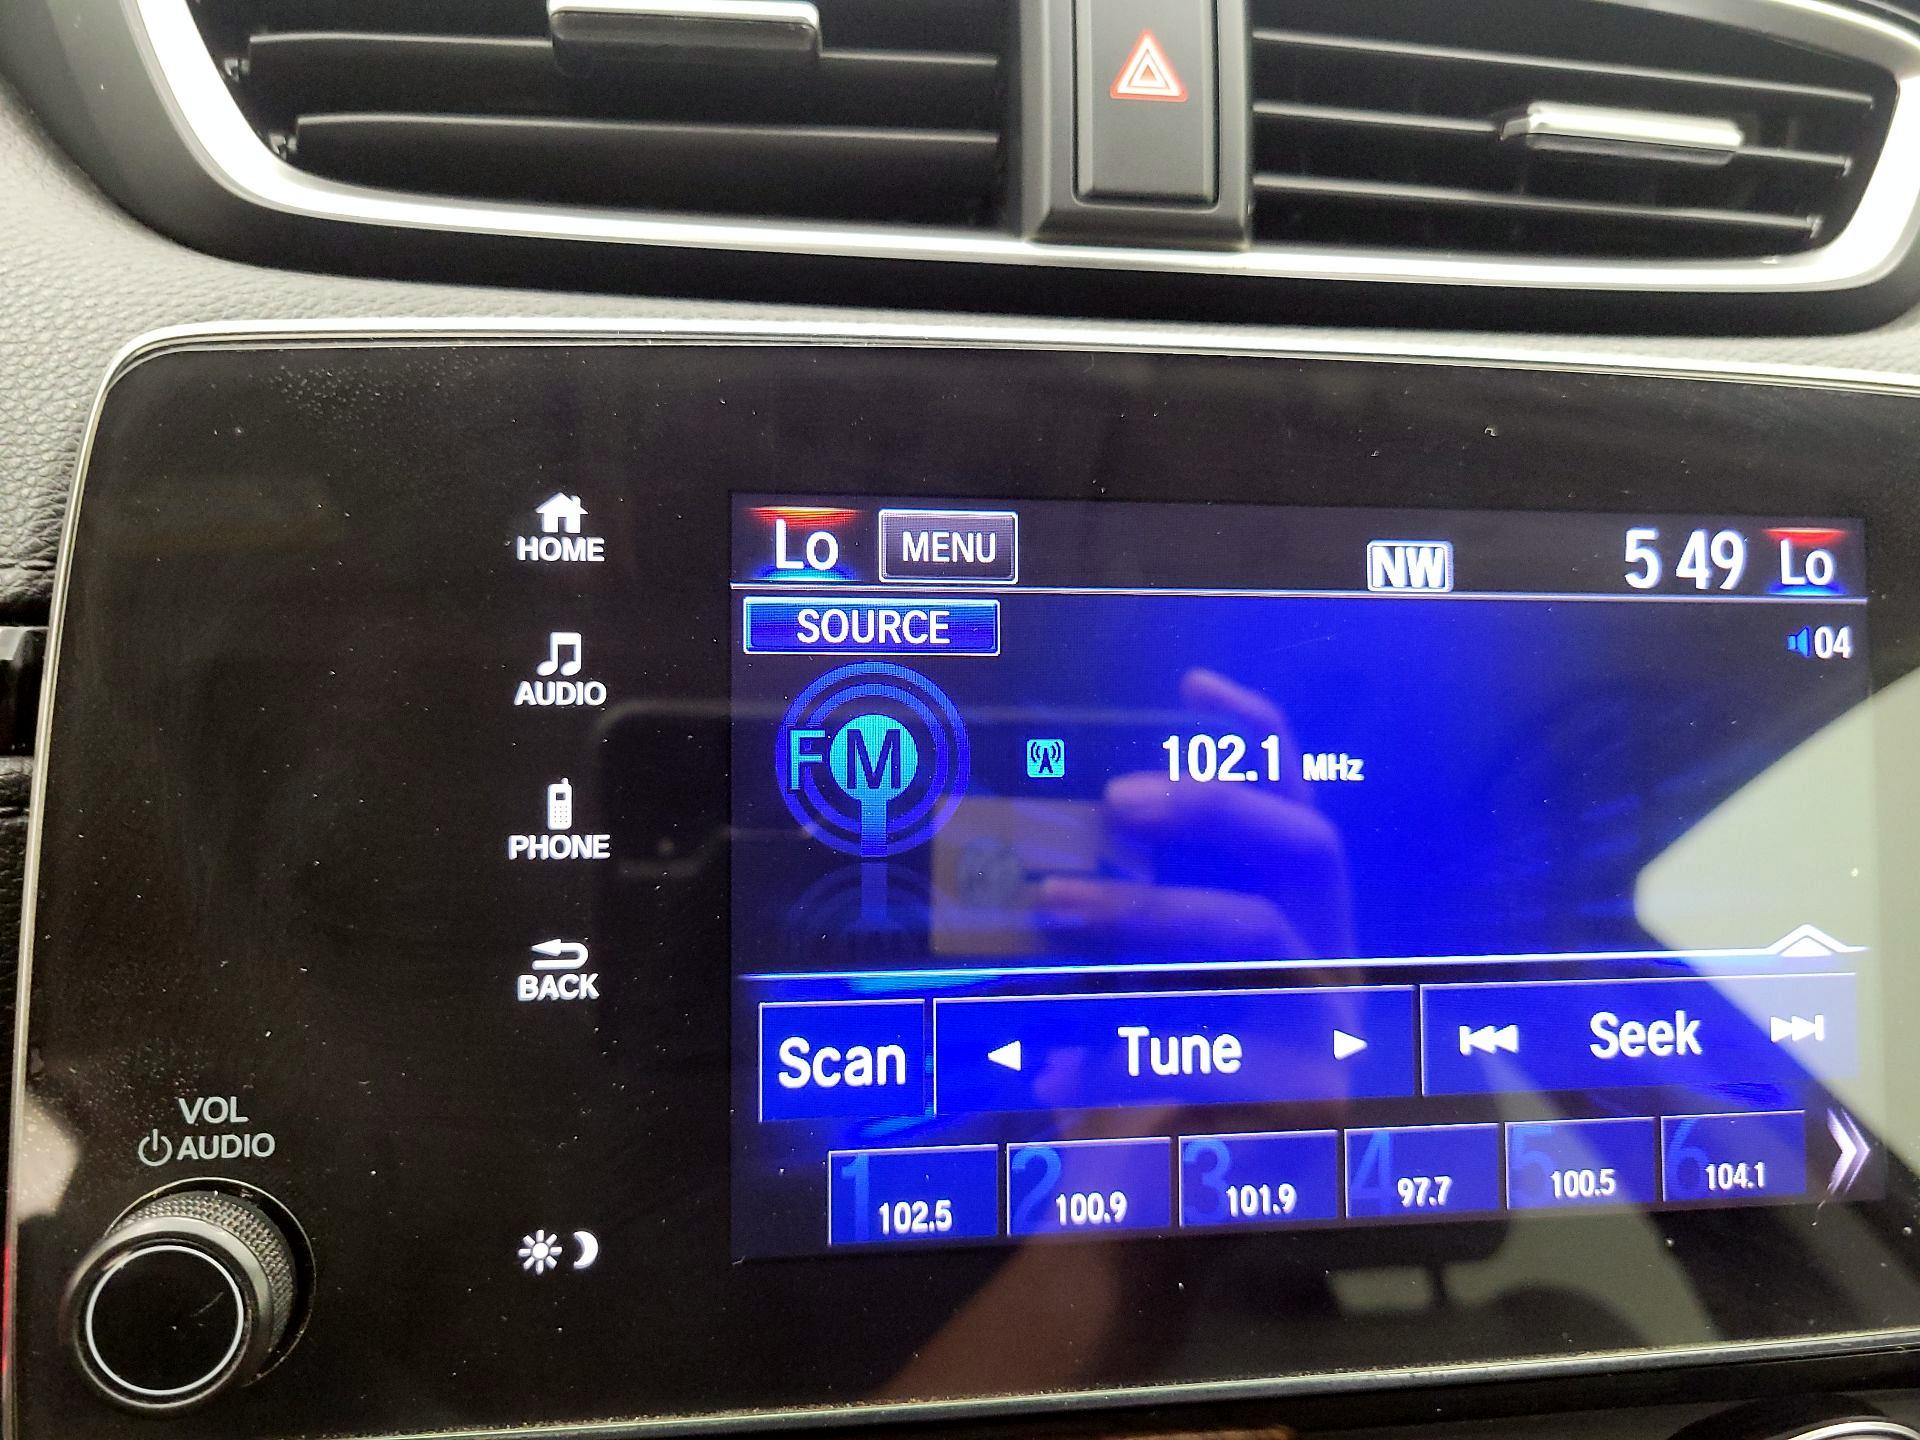 HOME
AUDIO
PHONE
BACK
VOL
AUDIO
Lo MENU NW 5 49 Lo
SOURCE
04
FM 102.1 MHz
Scan Tune Seek
1 102.5 2 100.9 3 101.9 4 97.7 5 100.5 6 104.1